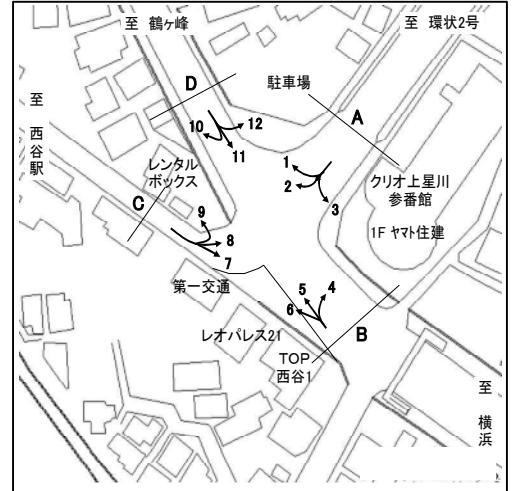 至 鶴ヶ峰
至 環状2号
D
駐車場
A
至 西谷駅
10
12
11
レンタル
ボックス
1
2
3
クリオ上星川
参番館
1F ヤマト住建
C
9
8
7
第一交通
5
4
6
B
レオパレス21
TOP
西谷1
至 横浜